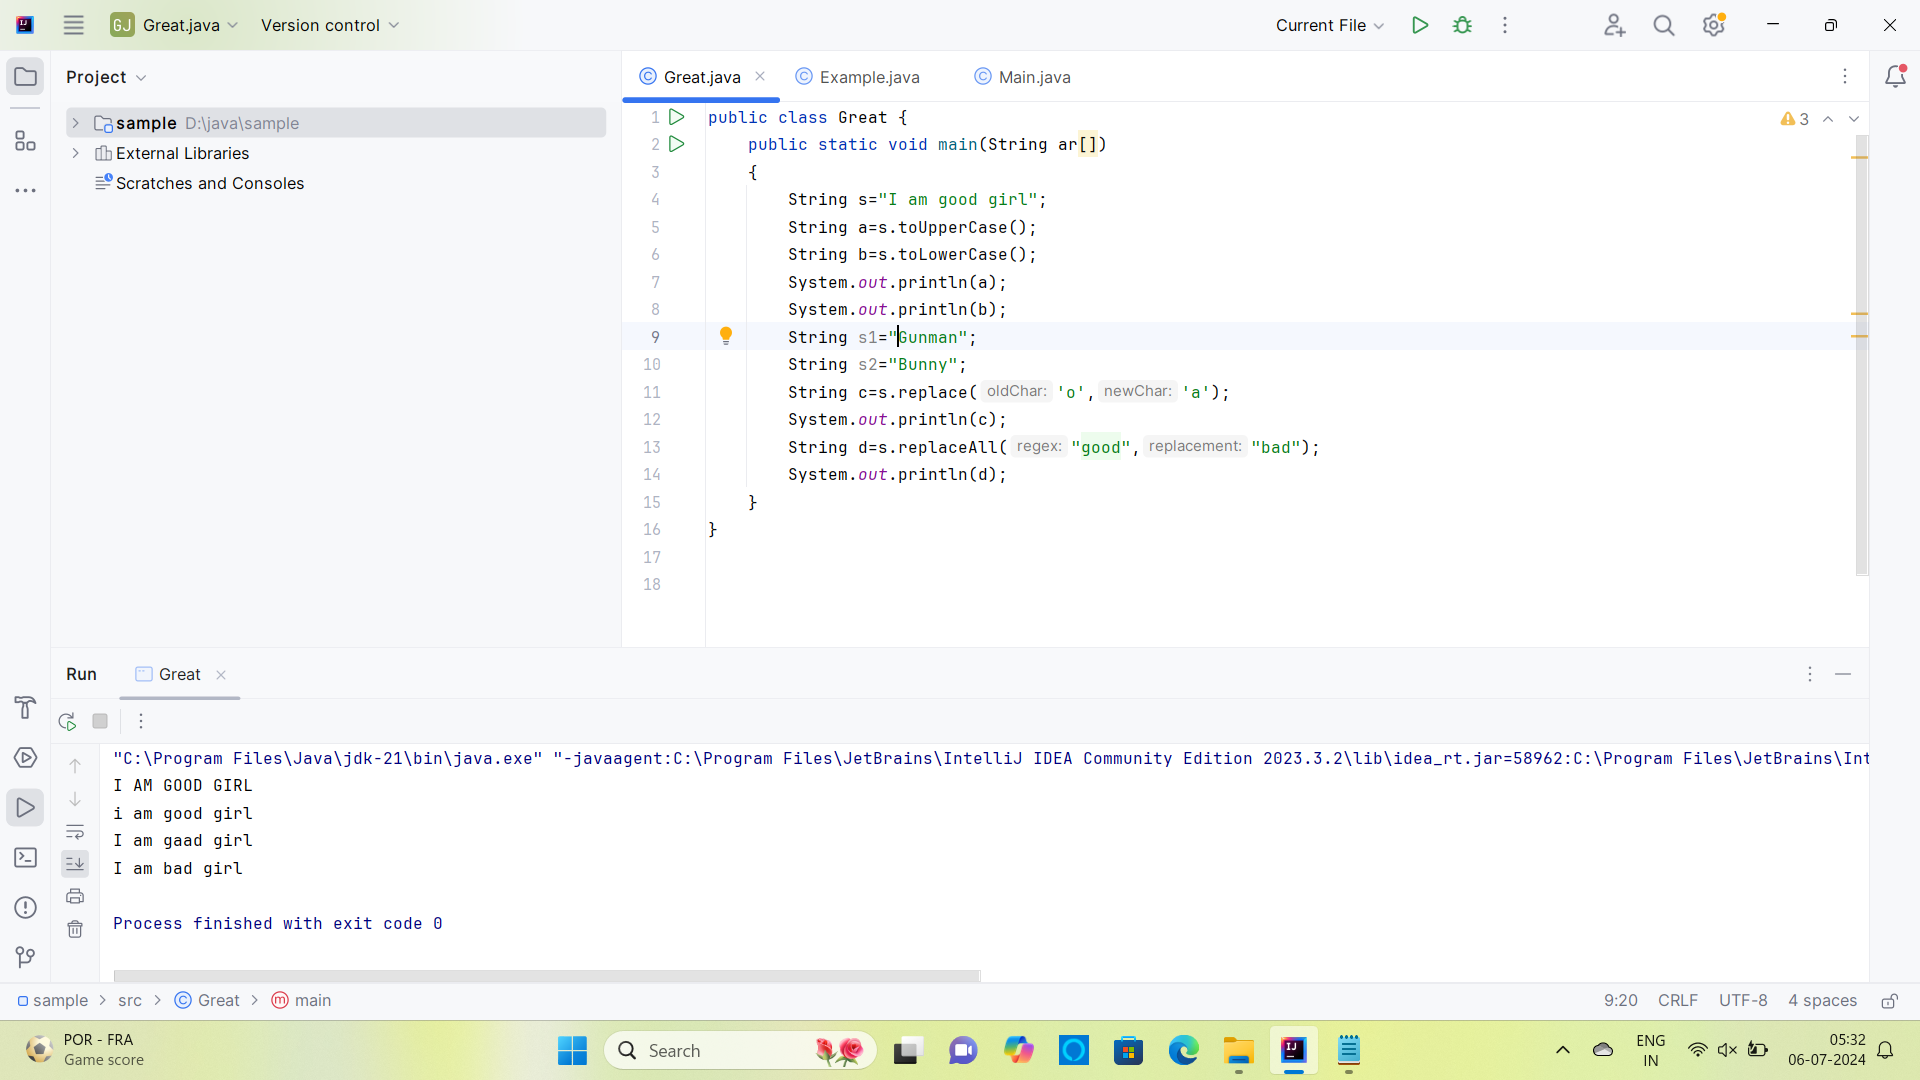 GJ Great.java Version control Current File
Project
Great.java Example.java Main.java
sample D:\java\sample
External Libraries
Scratches and Consoles
3
1 public class Great {
2 public static void main(String ar[])
3 {
4 String s="I am good girl";
5 String a=s.toUpperCase();
6 String b=s.toLowerCase();
7 System.out.println(a);
8 System.out.println(b);
9 String s1="Gunman";
10 String s2="Bunny";
11 String c=s.replace( oldChar: 'o', newChar: 'a');
12 System.out.println(c);
13 String d=s.replaceAll( regex: "good", replacement: "bad");
14 System.out.println(d);
15 }
16 }
17
18
Run Great
"C:\Program Files\Java\jdk-21\bin\java.exe" "-javaagent:C:\Program Files\JetBrains\IntelliJ IDEA Community Edition 2023.3.2\lib\idea_rt.jar=58962:C:\Program Files\JetBrains\Int
I AM GOOD GIRL
i am good girl
I am gaad girl
I am bad girl
Process finished with exit code 0
sample > src > Great > main 9:20 CRLF UTF-8 4 spaces
POR - FRA
Game score
Search
ENG
IN
05:32
06-07-2024